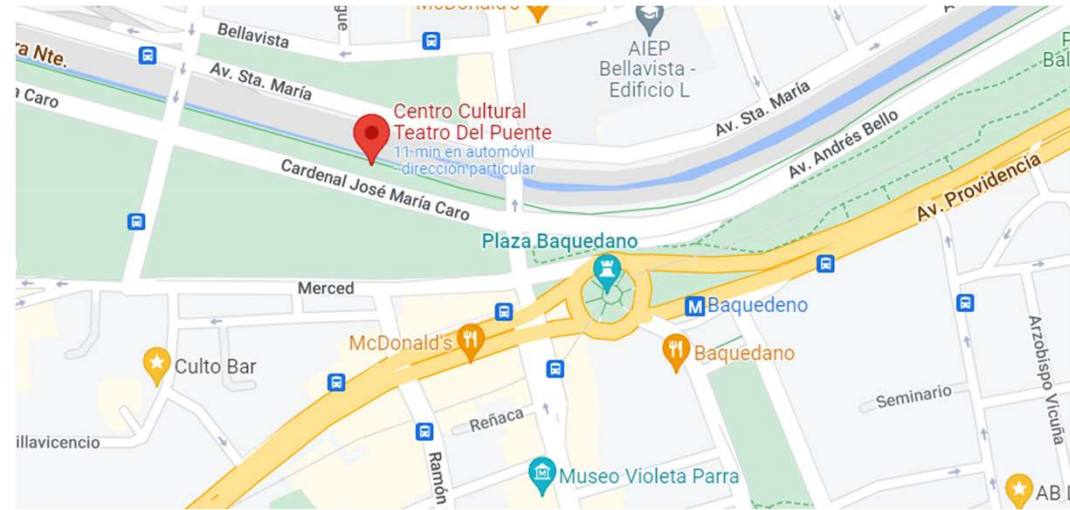 McDonald's
Bellavista
AIEP
Bellavista -
Edificio L
ra Nte.
Av. Sta. María
a Caro
Centro Cultural
Teatro Del Puente
11 min en automóvil
- dirección particular
Av. Sta. María
Av. Andrés Bello
Cardenal José María Caro
Av. Providencia
Plaza Baquedano
Merced
M Baquedeno
McDonald's
Baquedano
Culto Bar
Arzobispo Vicuña
Seminario
Reñaca
illavicencio
Ramón
Museo Violeta Parra
AB